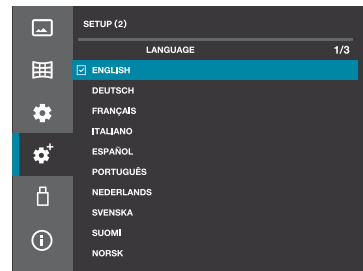 SETUP (2)
LANGUAGE 1/3
ENGLISH
DEUTSCH
FRANÇAIS
ITALIANO
ESPAÑOL
PORTUGUÊS
NEDERLANDS
SVENSKA
SUOMI
NORSK